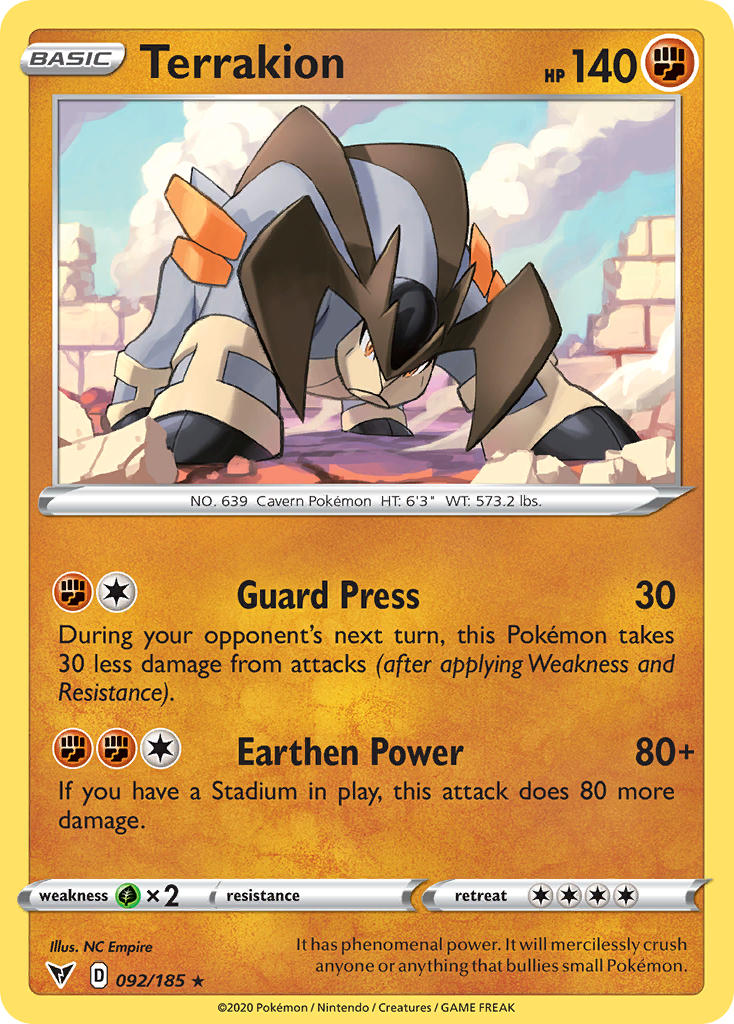 BASIC Terrakion HP 140
NO. 639 Cavern Pokémon HT: 6'3" WT: 573.2 lbs.
Guard Press 30
During your opponent's next turn, this Pokémon takes
30 less damage from attacks (after applying Weakness and
Resistance).
Earthen Power 80+
If you have a Stadium in play, this attack does 80 more
damage.
weakness ×2 resistance retreat
Illus. NC Empire
It has phenomenal power. It will mercilessly crush
anyone or anything that bullies small Pokémon.
D 092/185 ★
©2020 Pokémon / Nintendo / Creatures / GAME FREAK